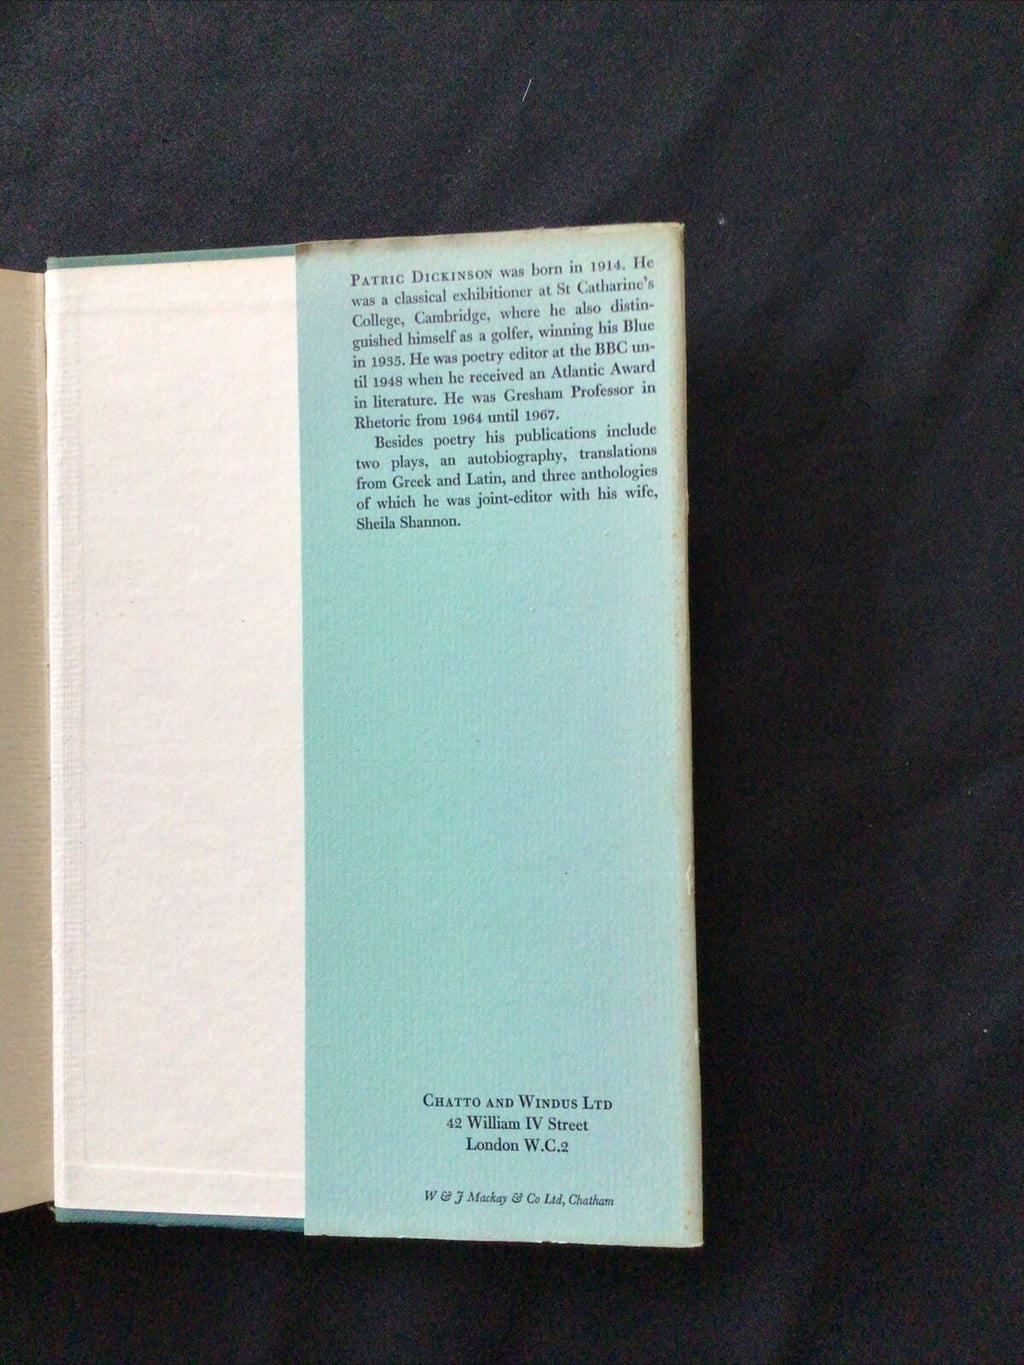 PATRIC DICKINSON was born in 1914. He
was a classical exhibitioner at St Catharine's
College, Cambridge, where he also distin-
guished himself as a golfer, winning his Blue
in 1935. He was poetry editor at the BBC un-
til 1948 when he received an Atlantic Award
in literature. He was Gresham Professor in
Rhetoric from 1964 until 1967.
Besides poetry his publications include
two plays, an autobiography, translations
from Greek and Latin, and three anthologies
of which he was joint-editor with his wife,
Sheila Shannon.
CHATTO AND WINDUS LTD
42 William IV Street
London W.C.2
W & J Mackay & Co Ltd, Chatham